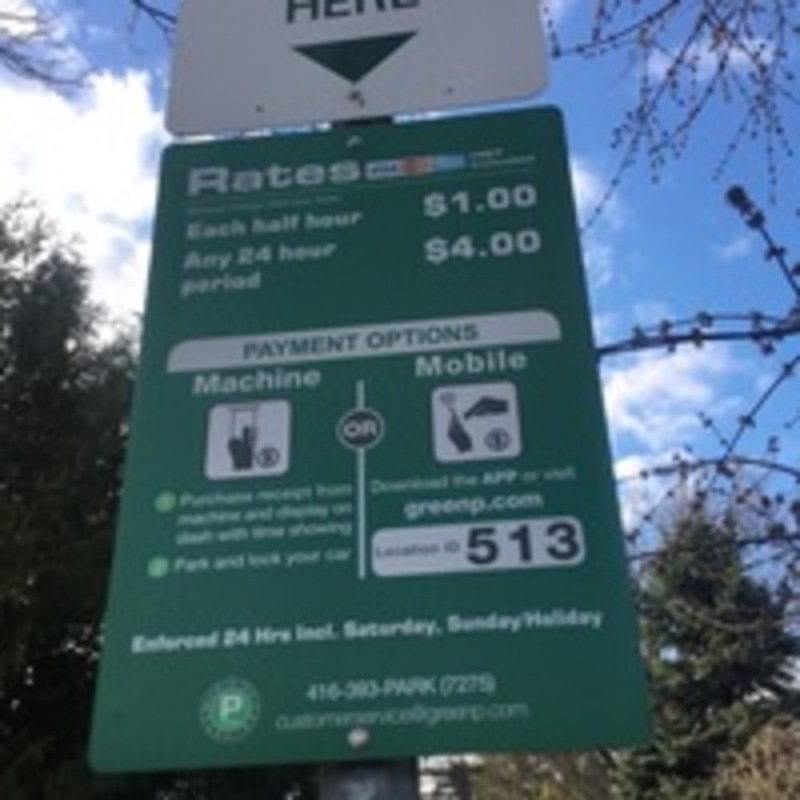 HERE
Rates
Each half hour $1.00
Any 24 hour $4.00
period
PAYMENT OPTIONS
Machine
Mobile
OR
Purchase receipt from
machine and display on
dash with time showing
Park and lock your car
Download the APP or visit
greenp.com
Location ID 513
Enforced 24 Hrs Incl. Saturday, Sunday/Holiday
P
416-393-PARK (7275)
customerservice@greenp.com